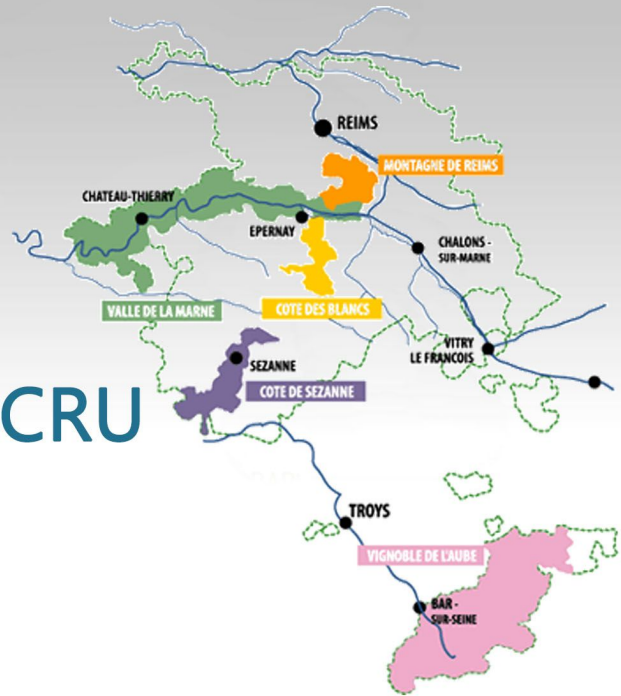 REIMS
MONTAGNE DE REIMS
CHATEAU-THIERRY
EPERNAY
CHALONS -
SUR-MARNE
VALLE DE LA MARNE
COTE DES BLANCS
VITRY
LE FRANCOIS
SEZANNE
COTE DE SEZANNE
CRU
TROYS
VIGNOBLE DE L'AUBE
BAR -
SUR-SEINE